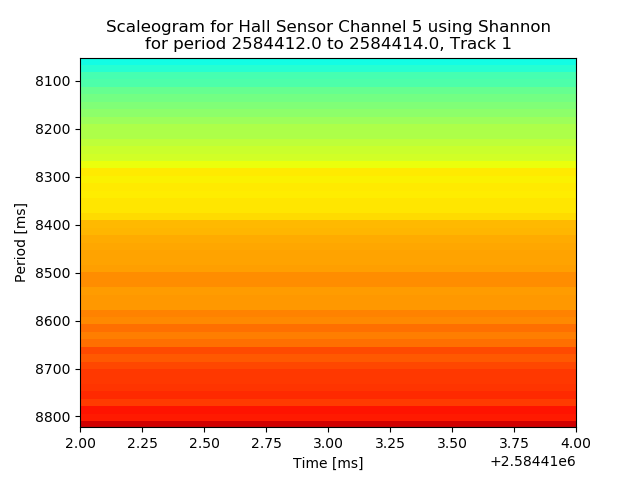 Scaleogram for Hall Sensor Channel 5 using Shannon
for period 2584412.0 to 2584414.0, Track 1
8100
8200
8300
8400
8500
8600
8700
8800
Period [ms]
2.00 2.25 2.50 2.75 3.00 3.25 3.50 3.75 4.00
Time [ms]
+2.58441e6